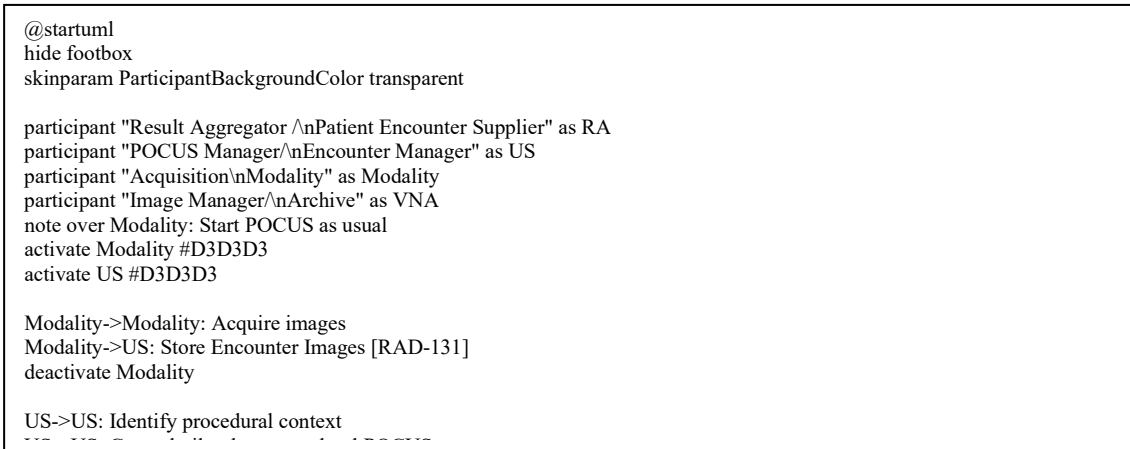 @startuml
hide footbox
skinparam ParticipantBackgroundColor transparent
participant "Result Aggregator /\nPatient Encounter Supplier" as RA
participant "POCUS Manager/\nEncounter Manager" as US
participant "Acquisition\nModality" as Modality
participant "Image Manager/\nArchive" as VNA
note over Modality: Start POCUS as usual
activate Modality #D3D3D3
activate US #D3D3D3
Modality->Modality: Acquire images
Modality->US: Store Encounter Images [RAD-131]
deactivate Modality
US->US: Identify procedural context